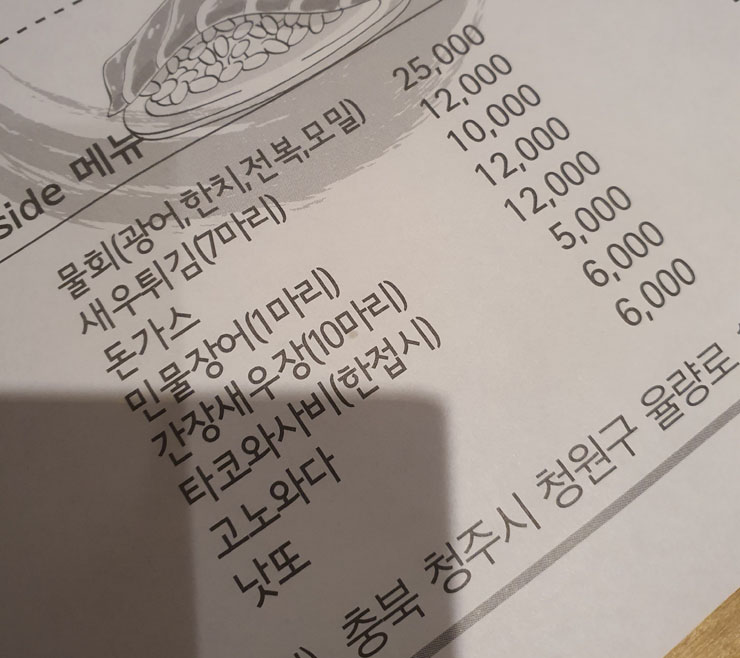 side 메뉴
물회(광어,한치,전복,모밀) 25,000
새우튀김(7마리) 12,000
돈가스 10,000
민물장어(1마리) 12,000
간장새우장(10마리) 12,000
타코와사비(한접시) 5,000
고노와다 6,000
낫또 6,000
충북 청주시 청원구 율량로